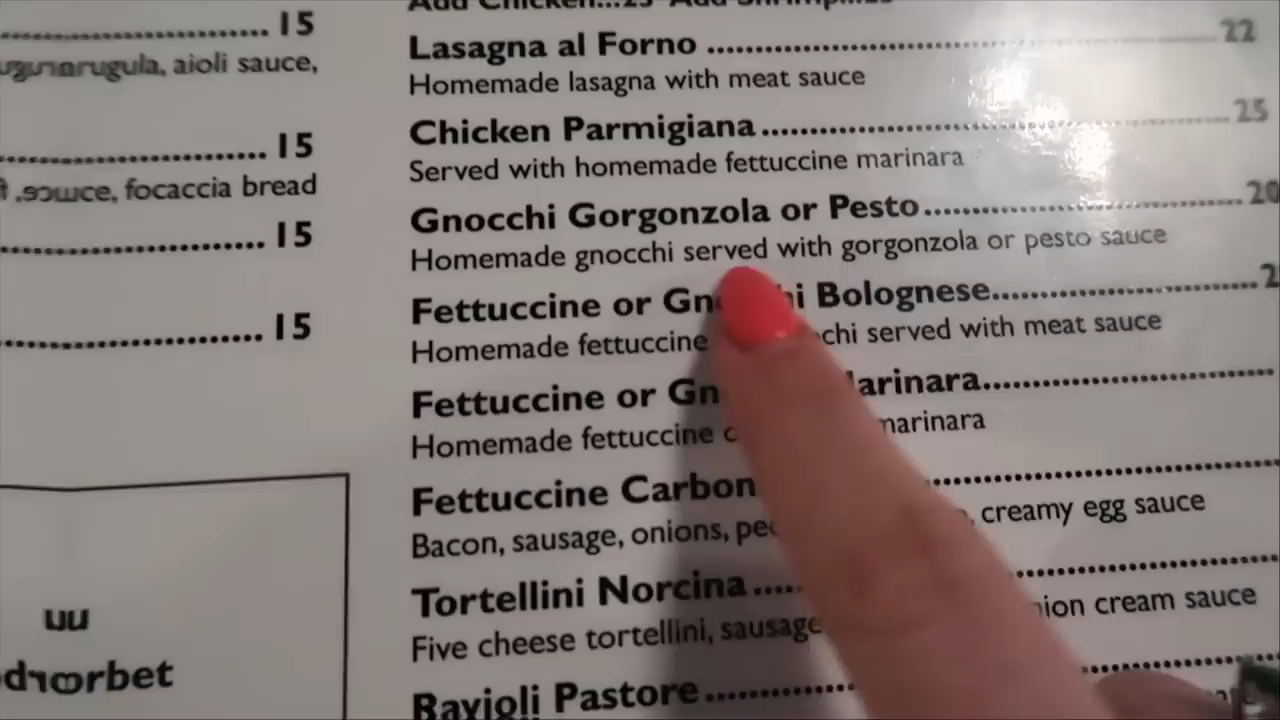 15
arugula, aioli sauce,
15
focaccia bread
15
15
Lasagna al Forno 22
Homemade lasagna with meat sauce
Chicken Parmigiana 25
Served with homemade fettuccine marinara
Gnocchi Gorgonzola or Pesto 20
Homemade gnocchi served with gorgonzola or pesto sauce
Fettuccine or Bolognese
Homemade fettuccine served with meat sauce
Fettuccine or
Homemade fettuccine marinara
Fettuccine
Bacon, sausage, onions, creamy egg sauce
Tortellini Norcina
Five cheese tortellini, sausage cream sauce
Ravioli Pastore